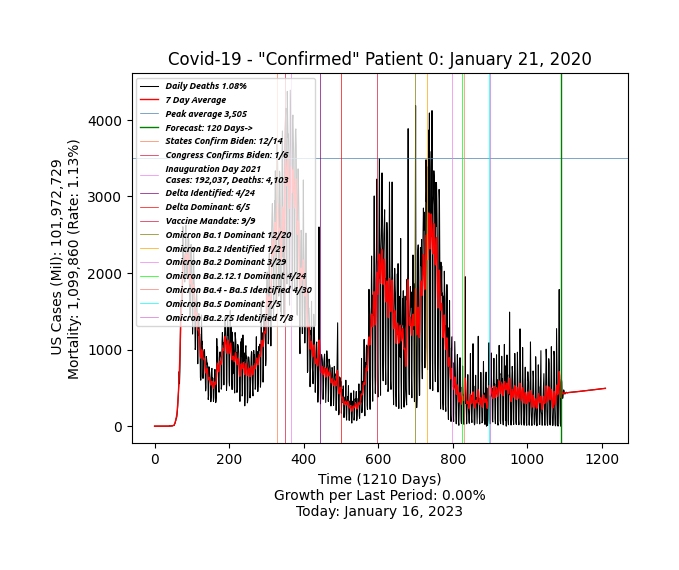 Covid-19 - "Confirmed" Patient 0: January 21, 2020
Daily Deaths 1.08%
7 Day Average
Peak average 3,505
Forecast: 120 Days->
States Confirm Biden: 12/14
Congress Confirms Biden: 1/6
Inauguration Day 2021
Cases: 192,037, Deaths: 4,103
Delta Identified: 4/24
Delta Dominant: 6/5
Vaccine Mandate: 9/9
Omicron Ba.1 Dominant 12/20
Omicron Ba.2 Identified 1/21
Omicron Ba.2 Dominant 3/29
Omicron Ba.2.12.1 Dominant 4/24
Omicron Ba.4 - Ba.5 Identified 4/30
Omicron Ba.5 Dominant 7/5
Omicron Ba.2.75 Identified 7/8
US Cases (Mil): 101,972,729
Mortality: 1,099,860 (Rate: 1.13%)
4000
3000
2000
1000
0
0 200 400 600 800 1000 1200
Time (1210 Days)
Growth per Last Period: 0.00%
Today: January 16, 2023